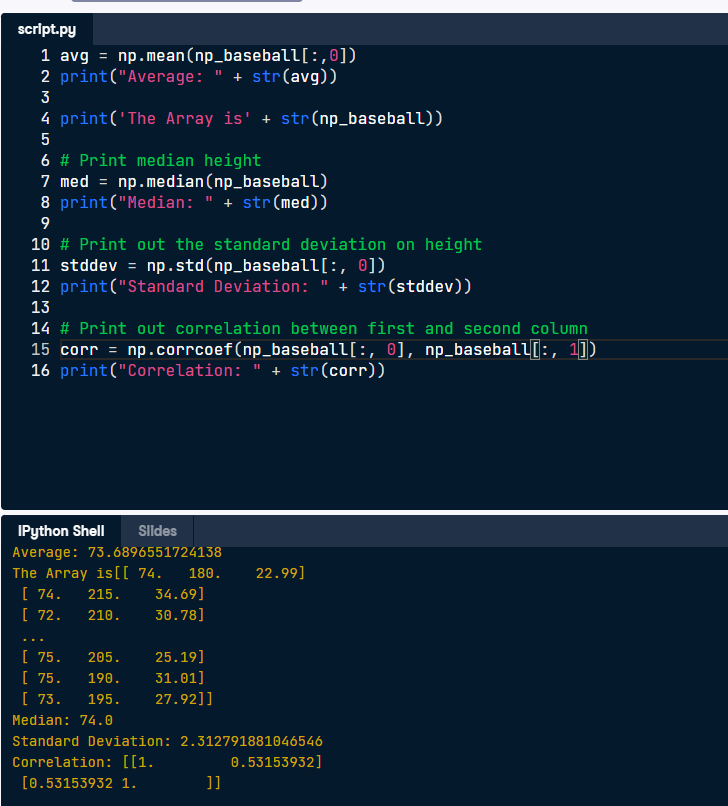 script.py
1 avg = np.mean(np_baseball[:,0])
2 print("Average: " + str(avg))
3
4 print('The Array is' + str(np_baseball))
5
6 # Print median height
7 med = np.median(np_baseball)
8 print("Median: " + str(med))
9
10 # Print out the standard deviation on height
11 stddev = np.std(np_baseball[:, 0])
12 print("Standard Deviation: " + str(stddev))
13
14 # Print out correlation between first and second column
15 corr = np.corrcoef(np_baseball[:, 0], np_baseball[:, 1])
16 print("Correlation: " + str(corr))
IPython Shell Slides
Average: 73.6896551724138
The Array is[[ 74.   180.    22.99]
 [ 74.   215.    34.69]
 [ 72.   210.    30.78]
 ...
 [ 75.   205.    25.19]
 [ 75.   190.    31.01]
 [ 73.   195.    27.92]]
Median: 74.0
Standard Deviation: 2.312791881046546
Correlation: [[1.         0.53153932]
 [0.53153932 1.        ]]